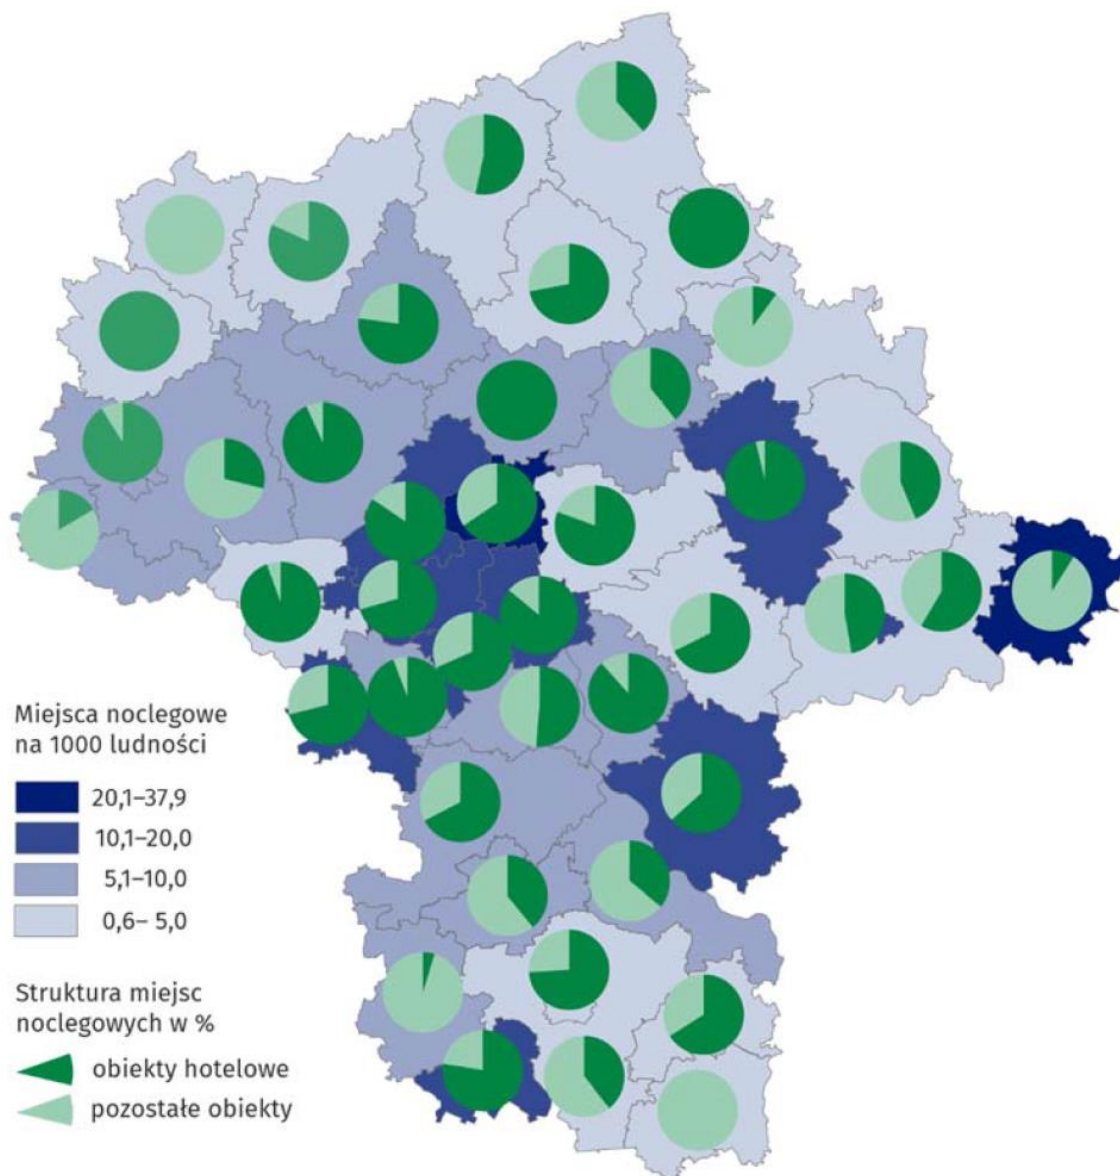 Miejsca noclegowe
na 1000 ludności
20,1–37,9
10,1–20,0
5,1–10,0
0,6– 5,0
Struktura miejsc
noclegowych w %
obiekty hotelowe
pozostałe obiekty